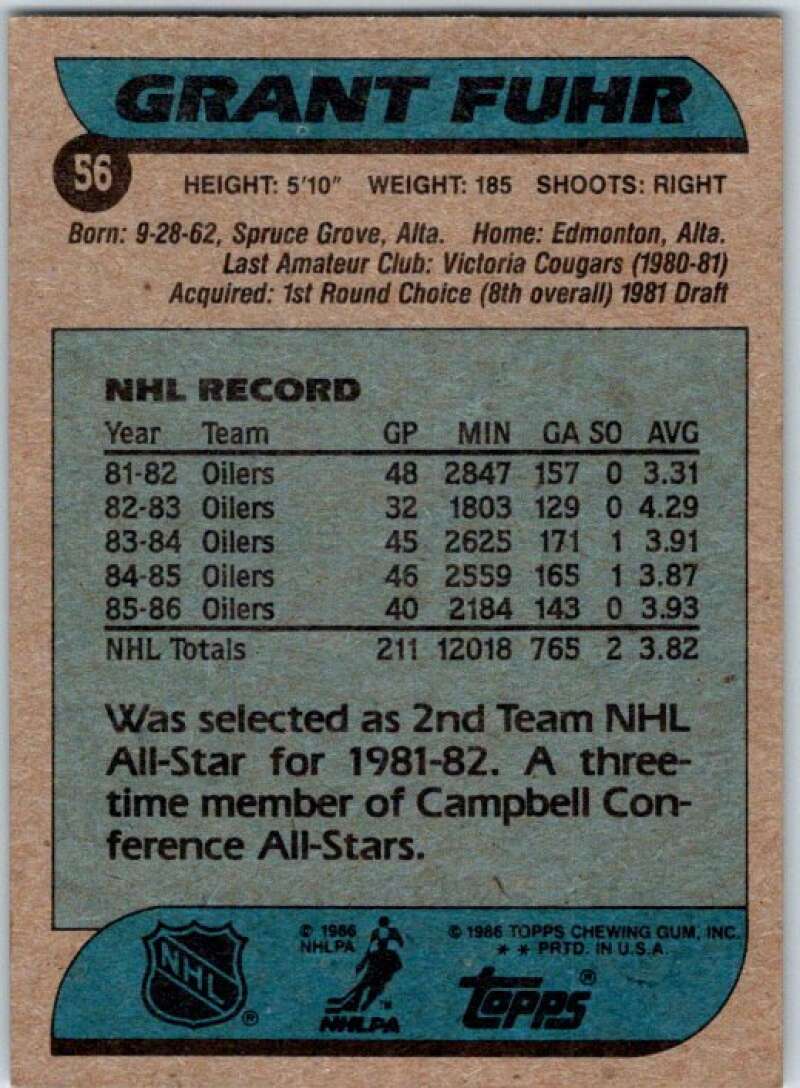 GRANT FUHR
56
HEIGHT: 5'10" WEIGHT: 185 SHOOTS: RIGHT
Born: 9-28-62, Spruce Grove, Alta. Home: Edmonton, Alta.
Last Amateur Club: Victoria Cougars (1980-81)
Acquired: 1st Round Choice (8th overall) 1981 Draft
NHL RECORD
Year Team GP MIN GA SO AVG
81-82 Oilers 48 2847 157 0 3.31
82-83 Oilers 32 1803 129 0 4.29
83-84 Oilers 45 2625 171 1 3.91
84-85 Oilers 46 2559 165 1 3.87
85-86 Oilers 40 2184 143 0 3.93
NHL Totals 211 12018 765 2 3.82
Was selected as 2nd Team NHL
All-Star for 1981-82. A three-
time member of Campbell Con-
ference All-Stars.
NHL ®
© 1986
NHLPA
™
NHLPA
© 1986 TOPPS CHEWING GUM, INC.
* * PRTD. IN U.S.A.
topps ®